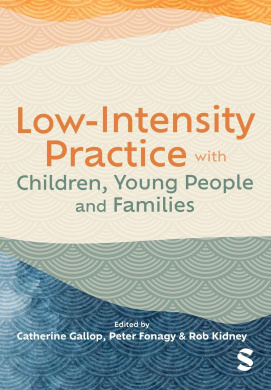 Low-Intensity
Practice with
Children, Young People
and Families
Edited by
Catherine Gallop, Peter Fonagy & Rob Kidney
S